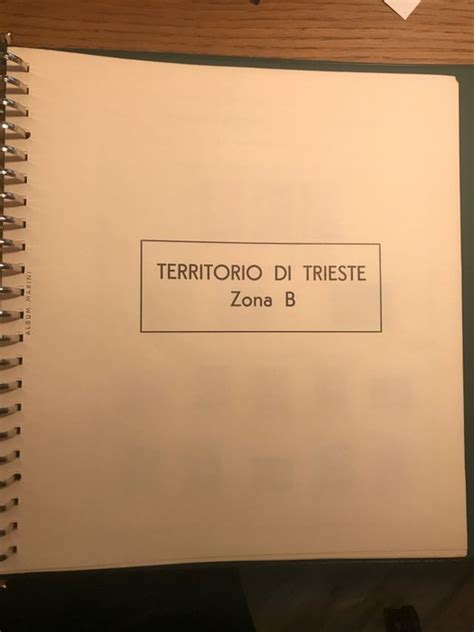 TERRITORIO DI TRIESTE
Zona B
ALBUM MARINI